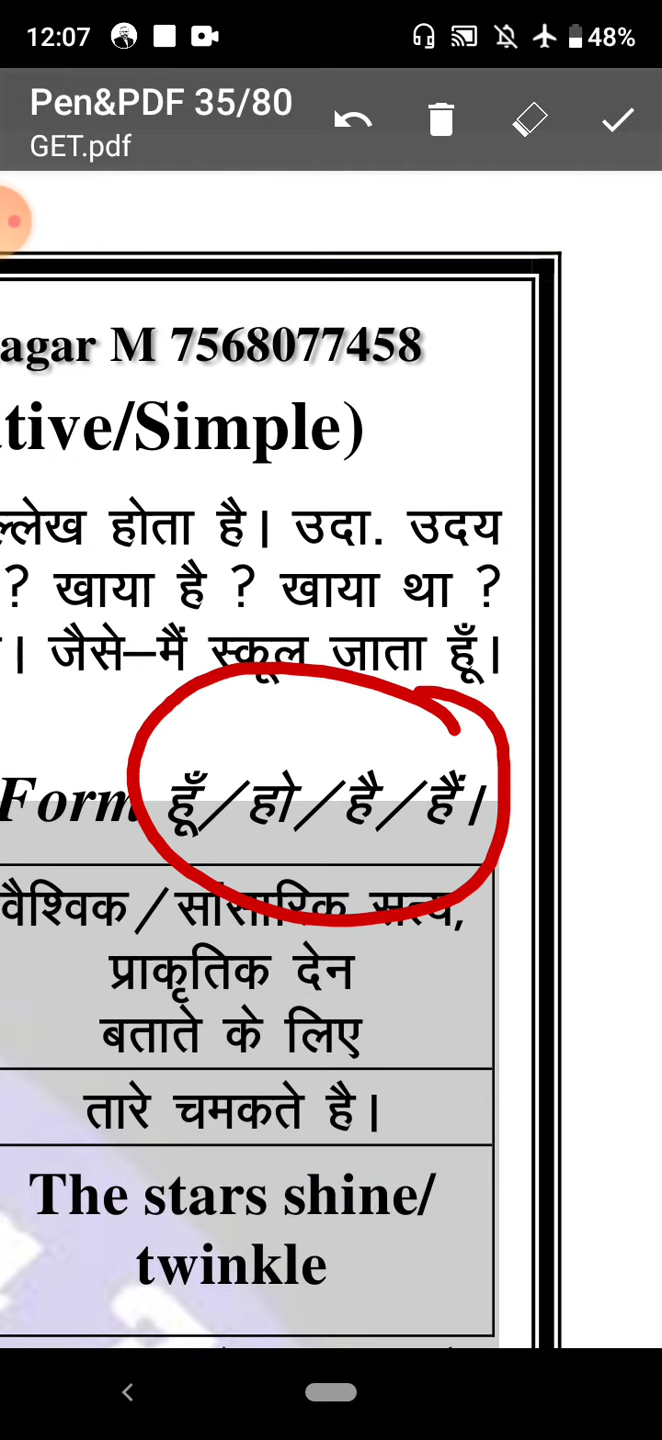 12:07 48%
Pen&PDF 35/80
GET.pdf
agar M 7568077458
tive/Simple)
ल्लेख होता है। उदा. उदय
? खाया है ? खाया था ?
। जैसे–मैं स्कूल जाता हूँ।
Form हूँ/हो/है/हैं।
वैश्विक/सांसारिक सत्य,
प्राकृतिक देन
बताते के लिए
तारे चमकते है।
The stars shine/
twinkle